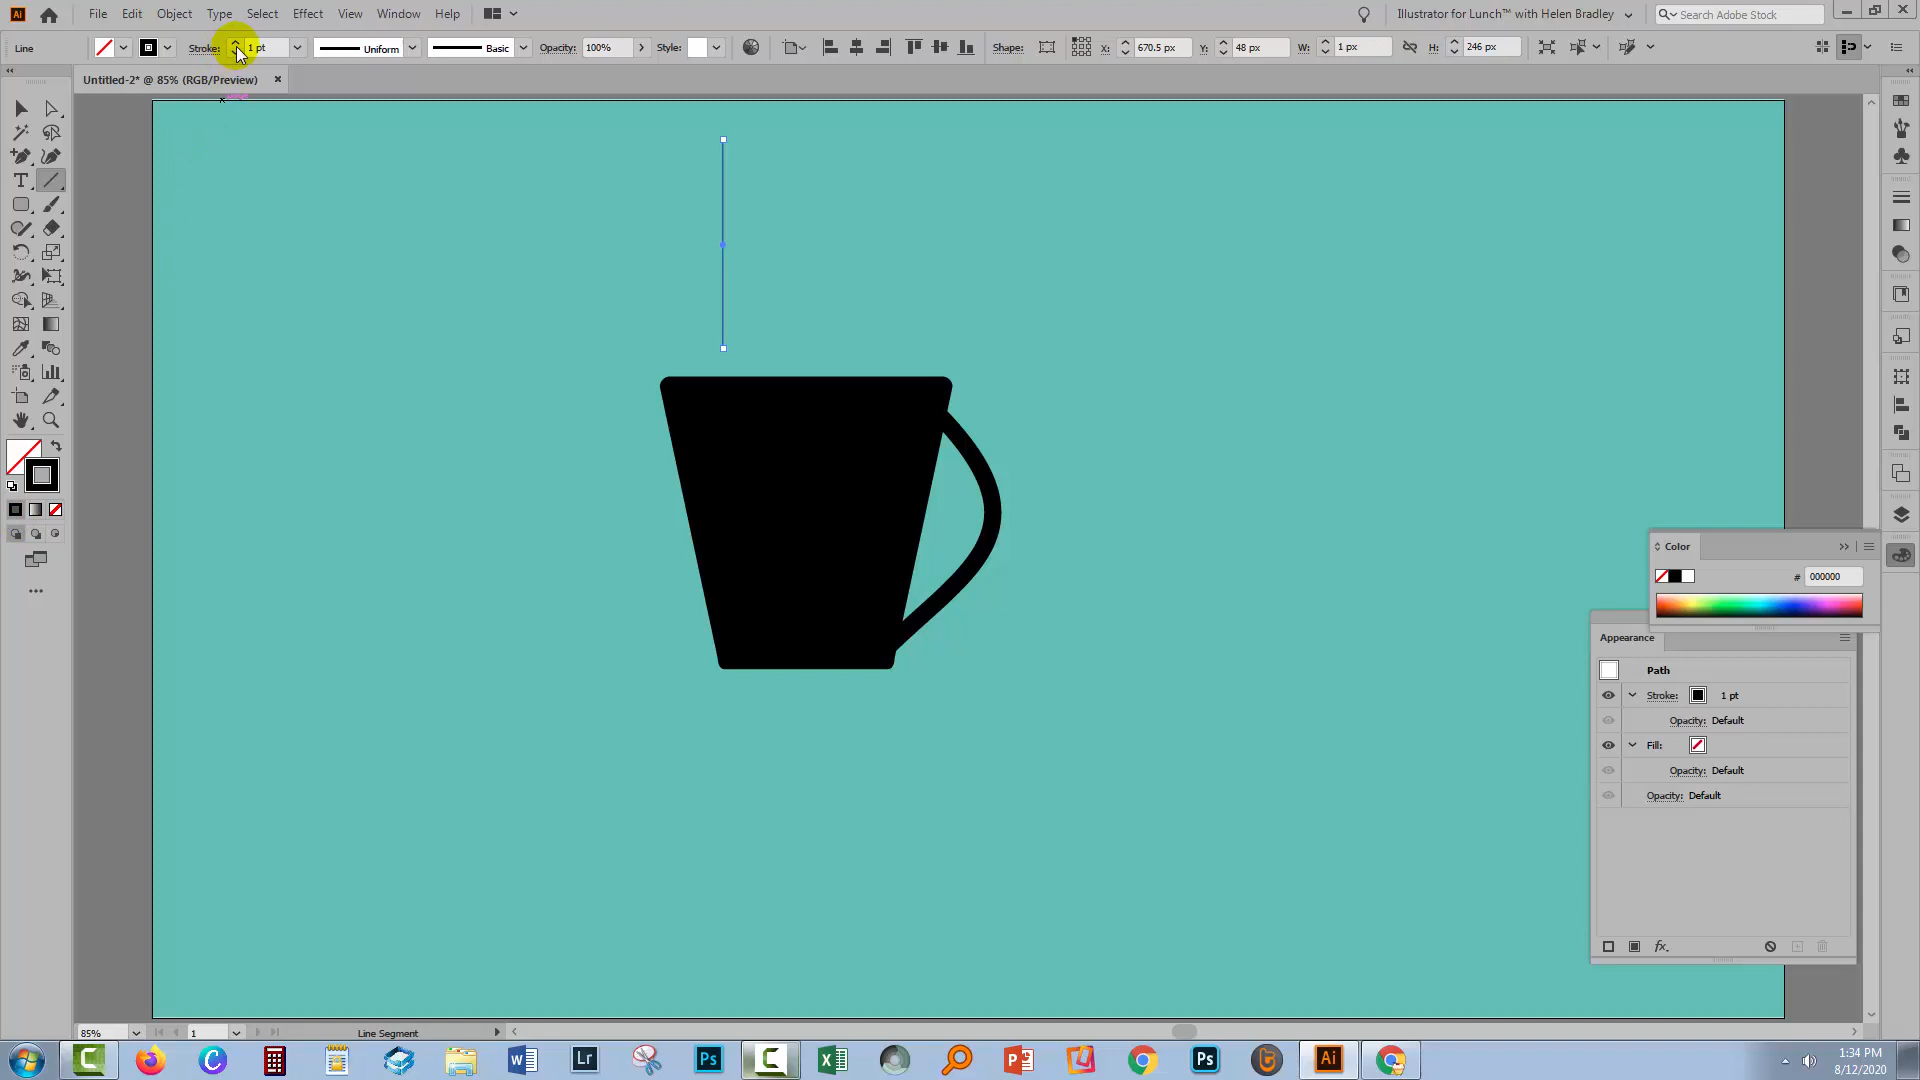 File Edit Object Type Select Effect View Window Help
Illustrator for Lunch™ with Helen Bradley
Search Adobe Stock
Line Stroke: 1 pt Uniform Basic Opacity: 100% Style: Shape: X: 670.5 px Y: 48 px W: 1 px H: 246 px
Untitled-2* @ 85% (RGB/Preview)
Color
# 000000
Appearance
Path
Stroke: 1 pt
Opacity: Default
Fill:
Opacity: Default
Opacity: Default
fx.
85% 1 Line Segment
1:34 PM
8/12/2020